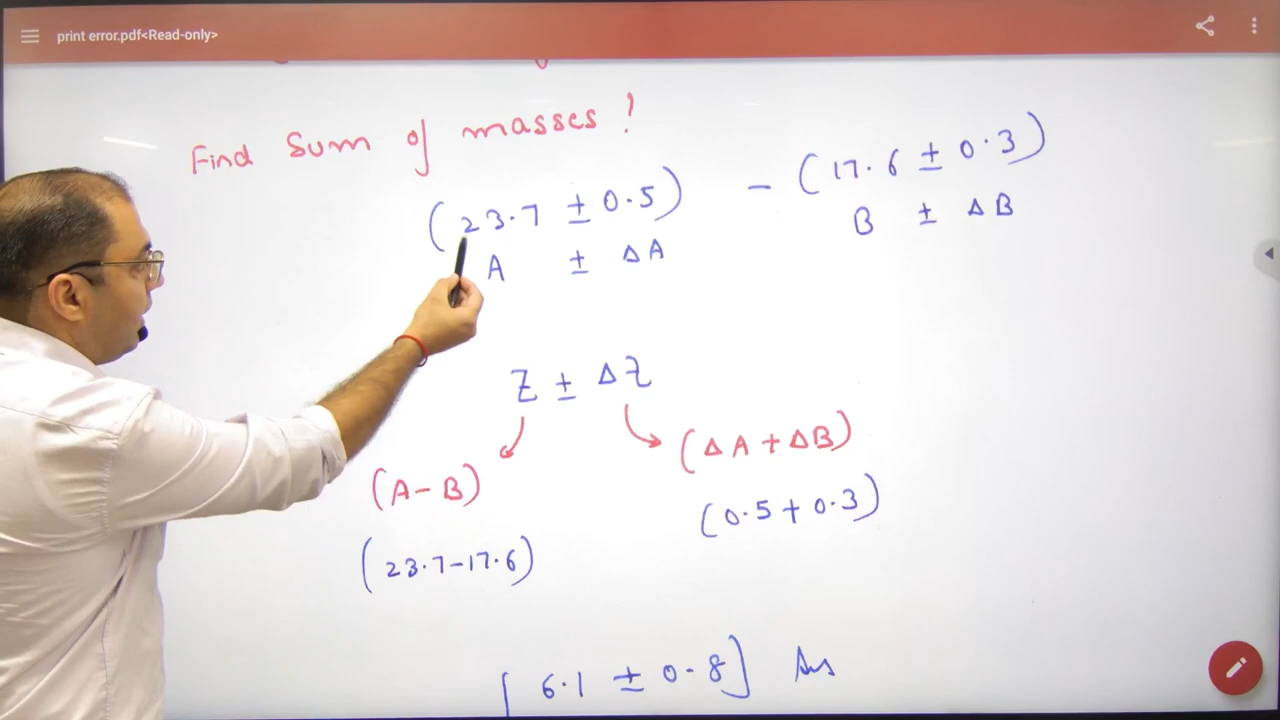 print error.pdf<Read-only>
Find Sum of masses?
(23.7 ± 0.5) - (17.6 ± 0.3)
A ± ΔA B ± ΔB
Z ± ΔZ
(A - B) (ΔA + ΔB)
(23.7-17.6) (0.5 + 0.3)
[6.1 ± 0.8] Ans